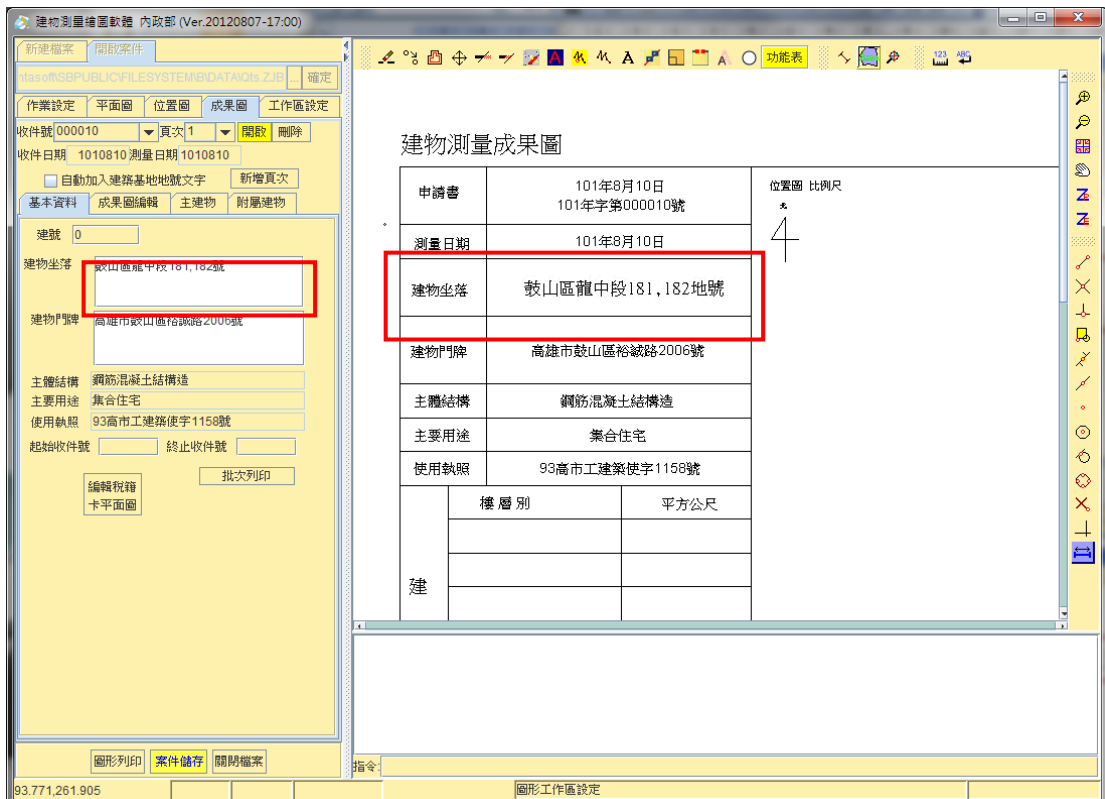 建物測量繪圖軟體 內政部 (Ver.20120807-17:00)
新建檔案 開啟案件
ntasoft\SBPUBLIC\FILESYSTEM\B\DATA\Qts.ZJB ... 確定
作業設定 平面圖 位置圖 成果圖 工作區設定
收件號 000010 頁次 1 開啟 刪除
收件日期 1010810 測量日期 1010810
自動加入建築基地地號文字 新增頁次
基本資料 成果圖編輯 主建物 附屬建物
建號 0
建物坐落 鼓山區龍中段181,182號
建物門牌 高雄市鼓山區裕誠路2006號
主體結構 鋼筋混凝土結構造
主要用途 集合住宅
使用執照 93高市工建築使字1158號
起始收件號 終止收件號
批次列印
編輯稅籍
卡平面圖
圖形列印 案件儲存 關閉檔案
93.771,261.905
功能表
123 ABC
建物測量成果圖
申請書 101年8月10日
101年字第000010號
測量日期 101年8月10日
建物坐落 鼓山區龍中段181,182地號
建物門牌 高雄市鼓山區裕誠路2006號
主體結構 鋼筋混凝土結構造
主要用途 集合住宅
使用執照 93高市工建築使字1158號
樓層別 平方公尺
建
位置圖 比例尺
北
指令:
圖形工作區設定